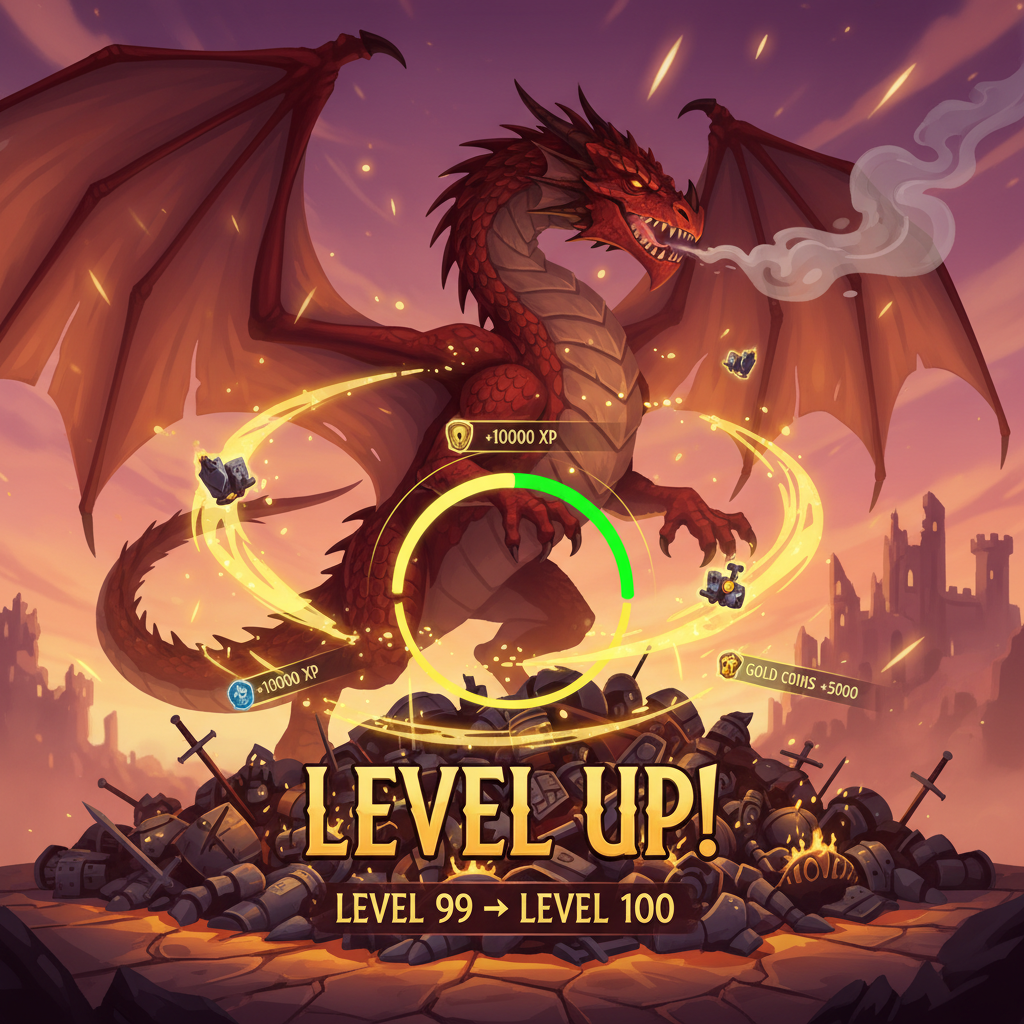 +10000 XP
+10000 XP
GOLD COINS +5000
LEVEL UP!
LEVEL 99 → LEVEL 100